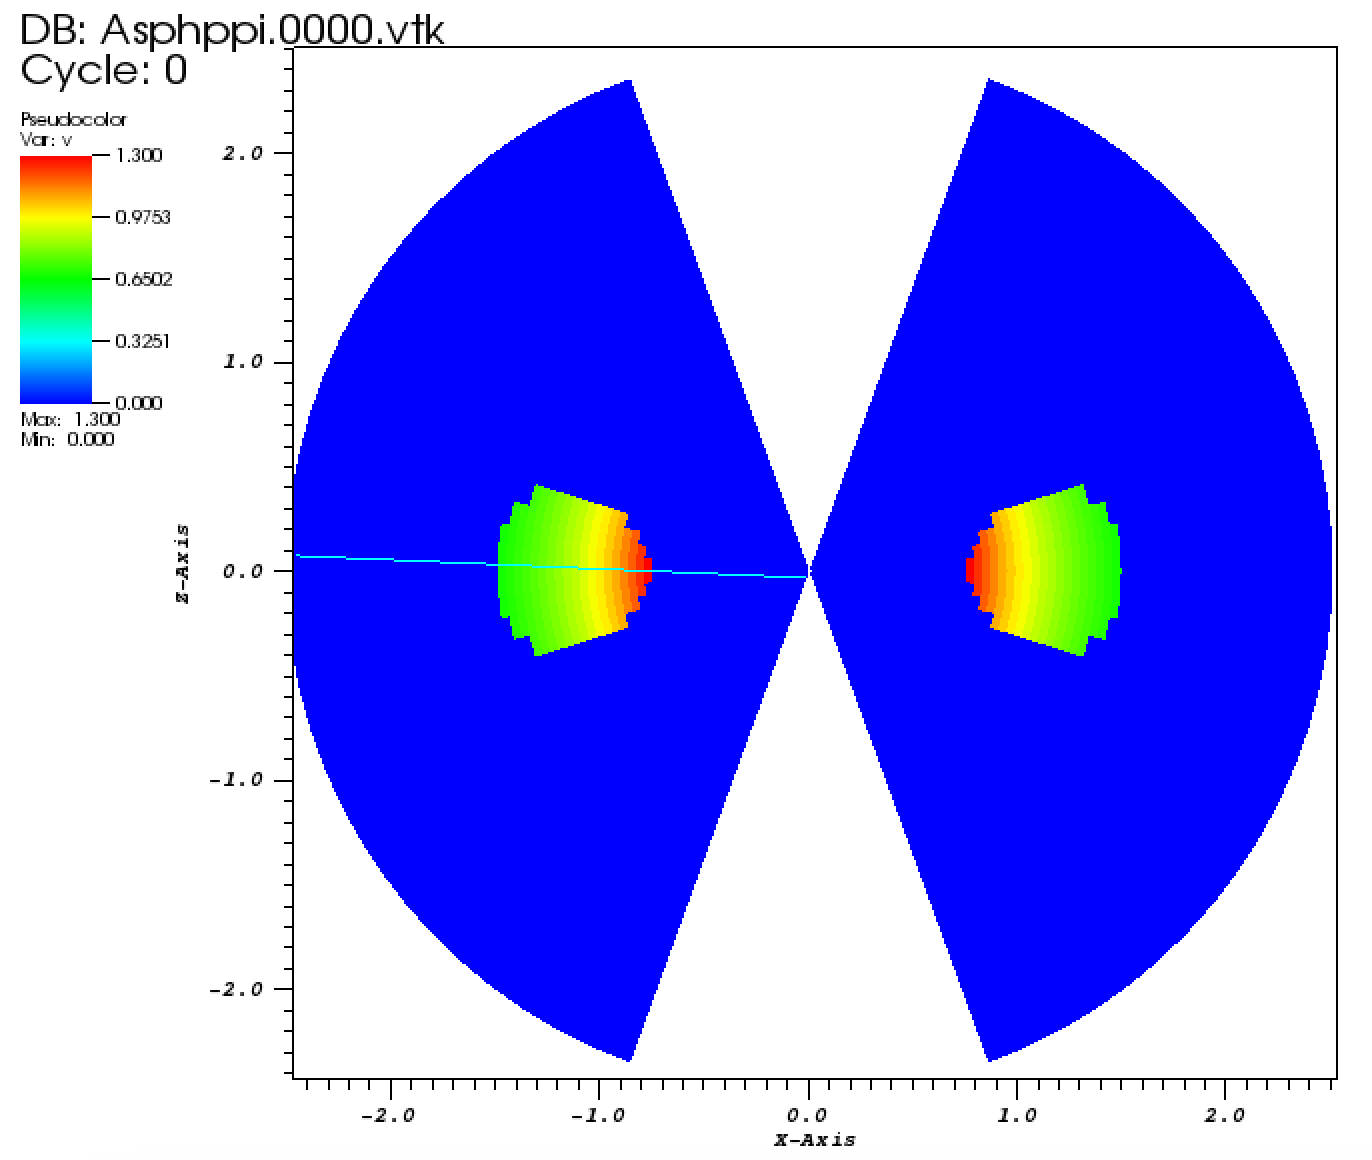 DB: Asphppi.0000.vtk
Cycle: 0
Pseudocolor
Var: v
1.300
0.9753
0.6502
0.3251
0.000
Max: 1.300
Min: 0.000
2.0
1.0
0.0
-1.0
-2.0
Z-Axis
-2.0 -1.0 0.0 1.0 2.0
X-Axis